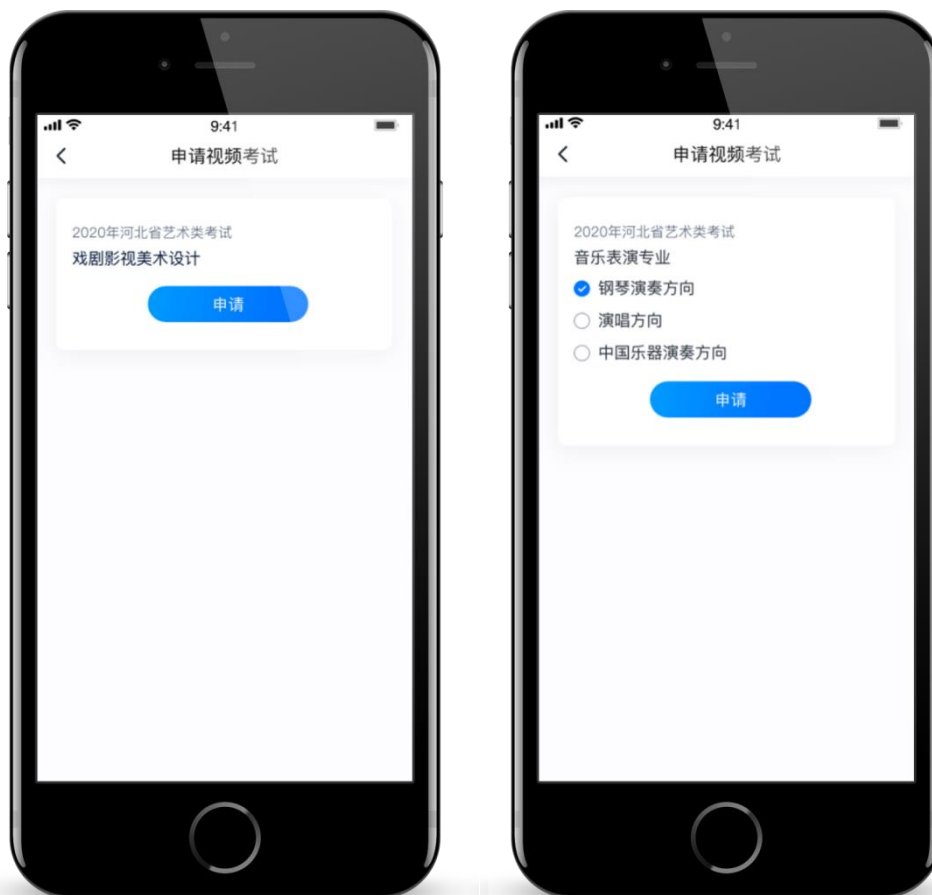 9:41
申请视频考试
2020年河北省艺术类考试
戏剧影视美术设计
申请
9:41
申请视频考试
2020年河北省艺术类考试
音乐表演专业
钢琴演奏方向
演唱方向
中国乐器演奏方向
申请